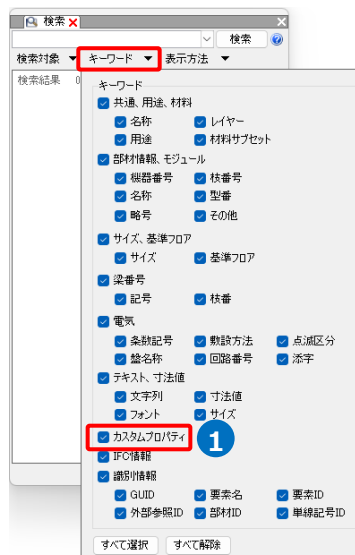 検索 ×
検索
検索対象 ▼ キーワード ▼ 表示方法 ▼
検索結果 0
キーワード
共通、用途、材料
名称 レイヤー
用途 材料サブセット
部材情報、モジュール
機器番号 枝番号
名称 型番
略号 その他
サイズ、基準フロア
サイズ 基準フロア
梁番号
記号 枝番
電気
条数記号 敷設方法 点滅区分
盤名称 回路番号 添字
テキスト、寸法値
文字列 寸法値
フォント サイズ
カスタムプロパティ 1
IFC情報
識別情報
GUID 要素名 要素ID
外部参照ID 部材ID 単線記号ID
すべて選択 すべて解除